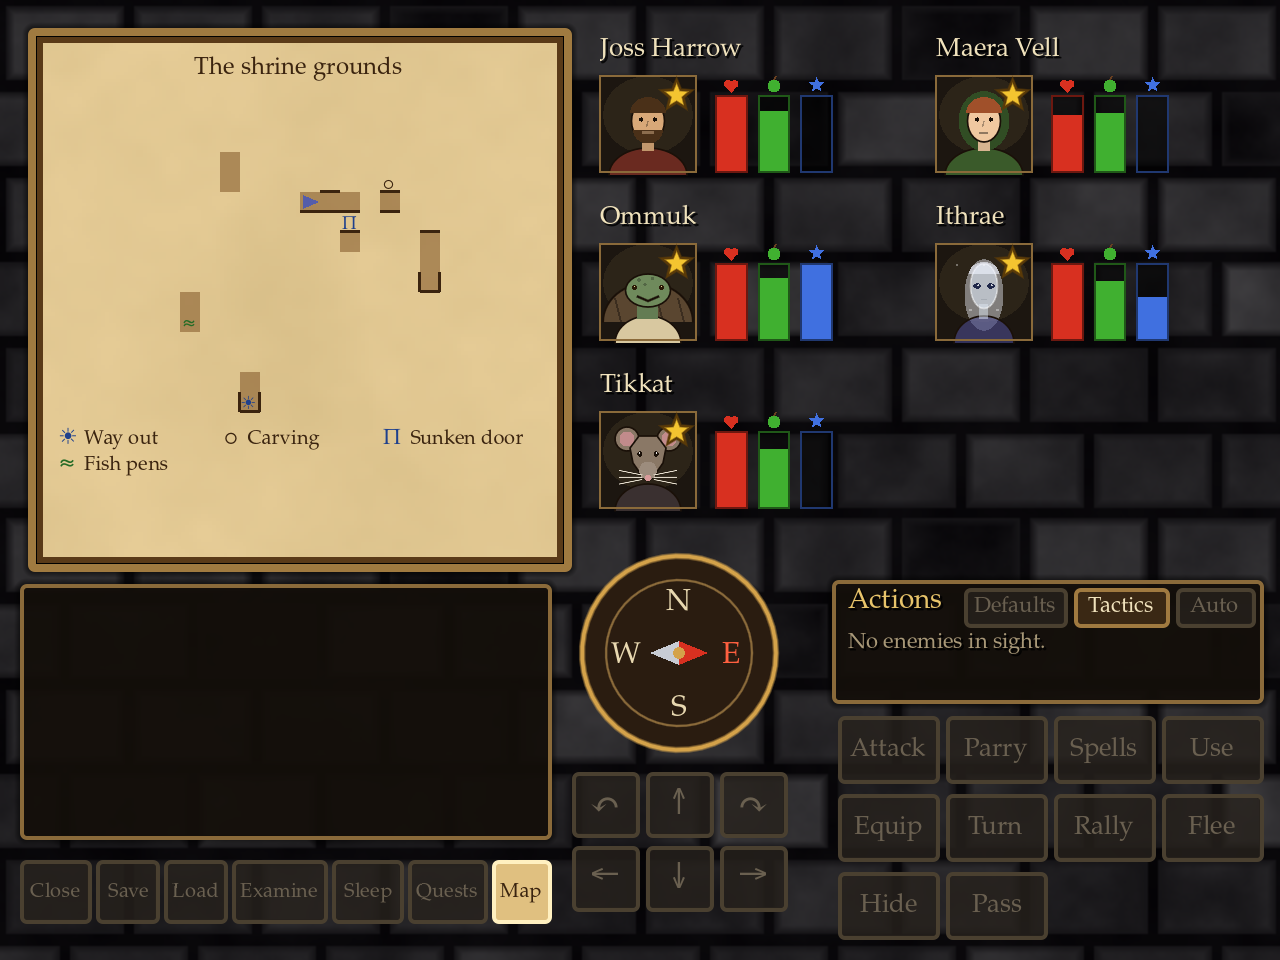 The shrine grounds
Way out
Carving
Sunken door
Fish pens
Joss Harrow
Maera Vell
Ommuk
Ithrae
Tikkat
N
W
E
S
Actions
Defaults
Tactics
Auto
No enemies in sight.
Attack
Parry
Spells
Use
Equip
Turn
Rally
Flee
Hide
Pass
Close
Save
Load
Examine
Sleep
Quests
Map